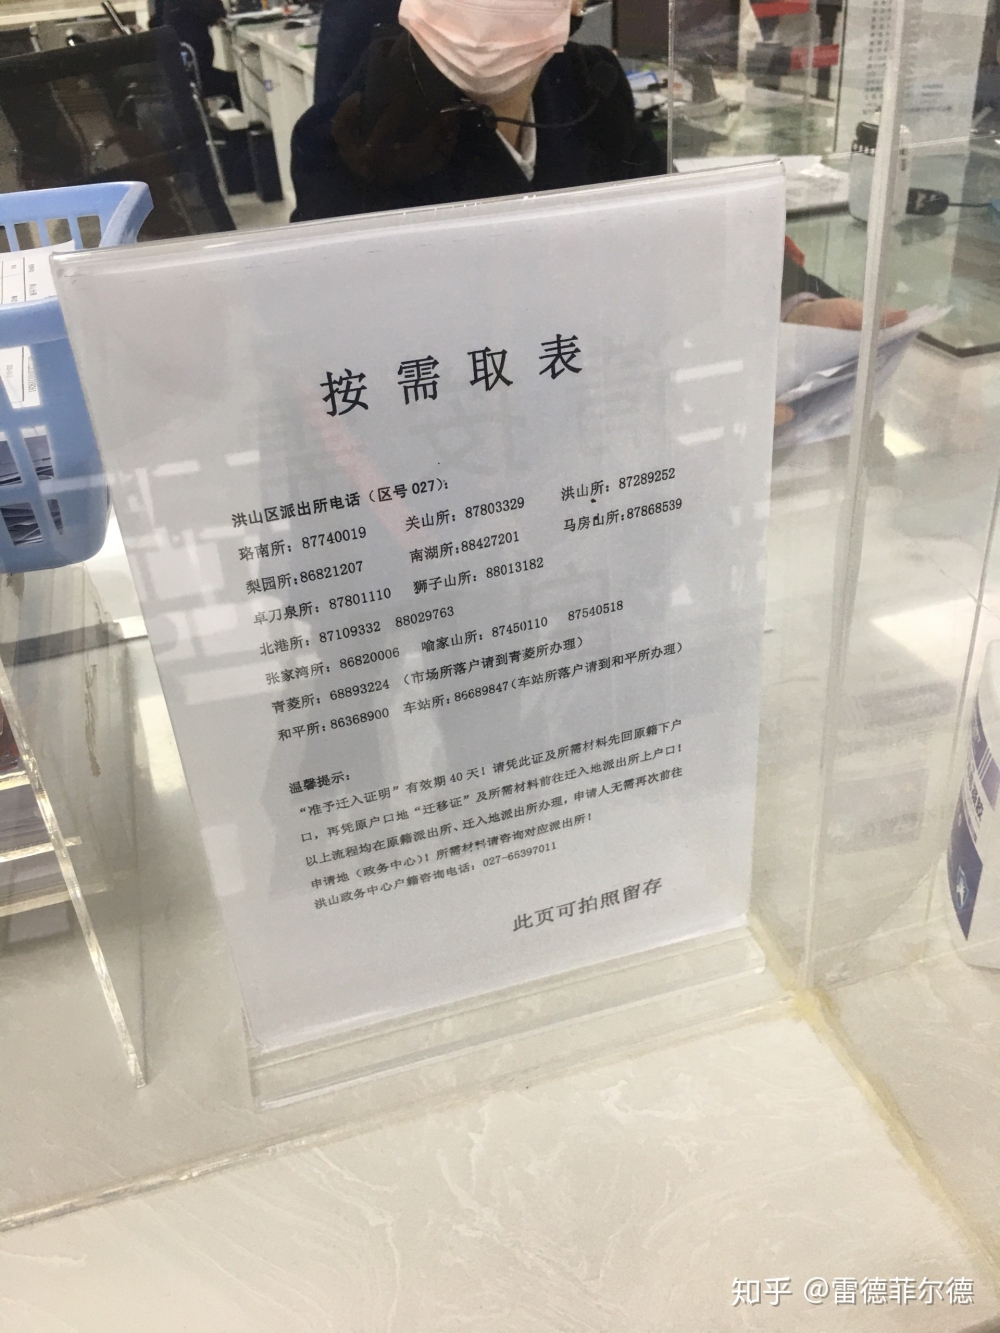 按需取表
洪山区派出所电话（区号 027）：
珞南所：87740019 关山所：87803329 洪山所：87289252
梨园所：86821207 南湖所：88427201 马房山所：87868539
卓刀泉所：87801110 狮子山所：88013182
北港所：87109332 88029763
张家湾所：86820006 喻家山所：87450110 87540518
青菱所：68893224 （市场所落户请到青菱所办理）
和平所：86368900 车站所：86689847（车站所落户请到和平所办理）
温馨提示：
“准予迁入证明”有效期 40 天！请凭此证及所需材料先回原籍下户
口，再凭原户口地“迁移证”及所需材料前往迁入地派出所上户口！
以上流程均在原籍派出所、迁入地派出所办理，申请人无需再次前往
申请地（政务中心）！所需材料请咨询对应派出所！
洪山政务中心户籍咨询电话：027-65397011
此页可拍照留存
知乎 @雷德菲尔德